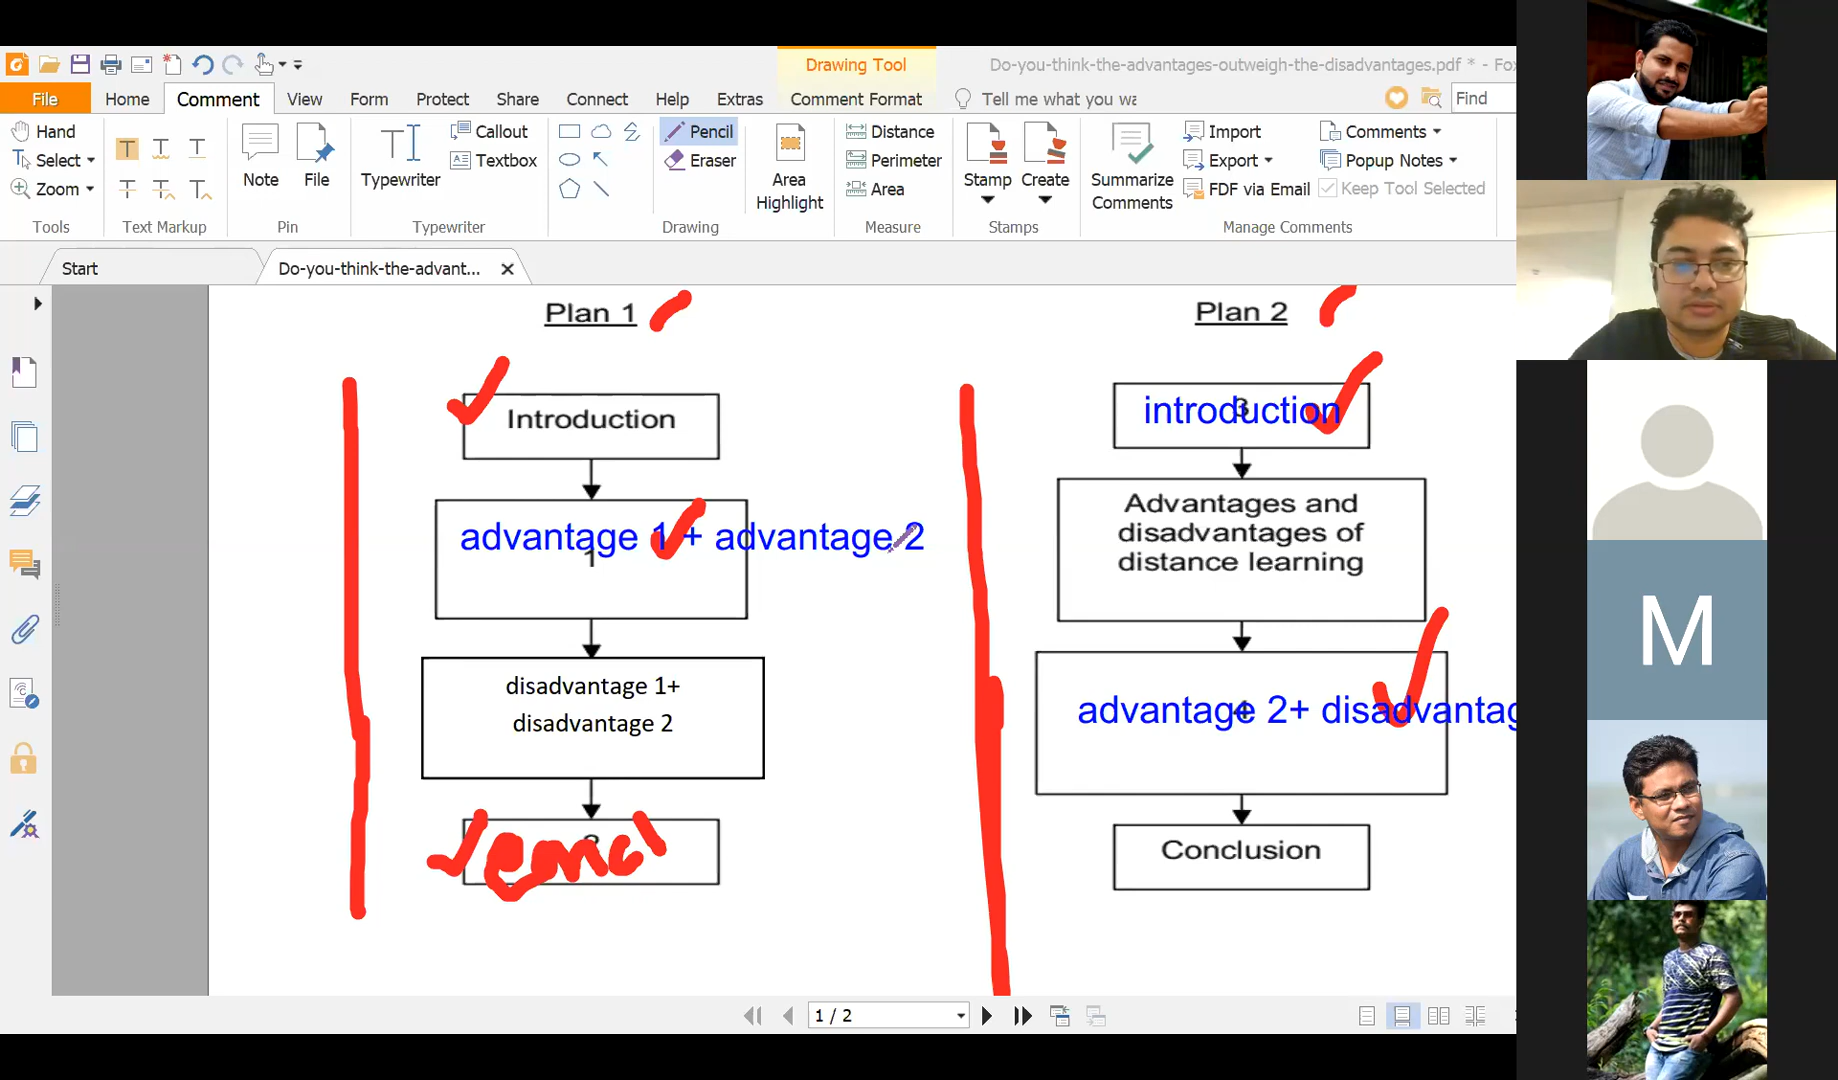 Drawing Tool
Do-you-think-the-advantages-outweigh-the-disadvantages.pdf * - Fox
File Home Comment View Form Protect Share Connect Help Extras Comment Format Tell me what you wa Find
Hand
Select
Zoom
Tools
Text Markup
Note
File
Pin
Typewriter
Callout
Textbox
Typewriter
Pencil
Eraser
Area Highlight
Drawing
Distance
Perimeter
Area
Measure
Stamp
Create
Stamps
Summarize Comments
Import
Export
FDF via Email
Comments
Popup Notes
Keep Tool Selected
Manage Comments
Start
Do-you-think-the-advant...
Plan 1
Introduction
advantage 1 + advantage 2
1
disadvantage 1+
disadvantage 2
Plan 2
introduction
3
Advantages and
disadvantages of
distance learning
advantage 2+ disadvantag
4
Conclusion
1 / 2
M